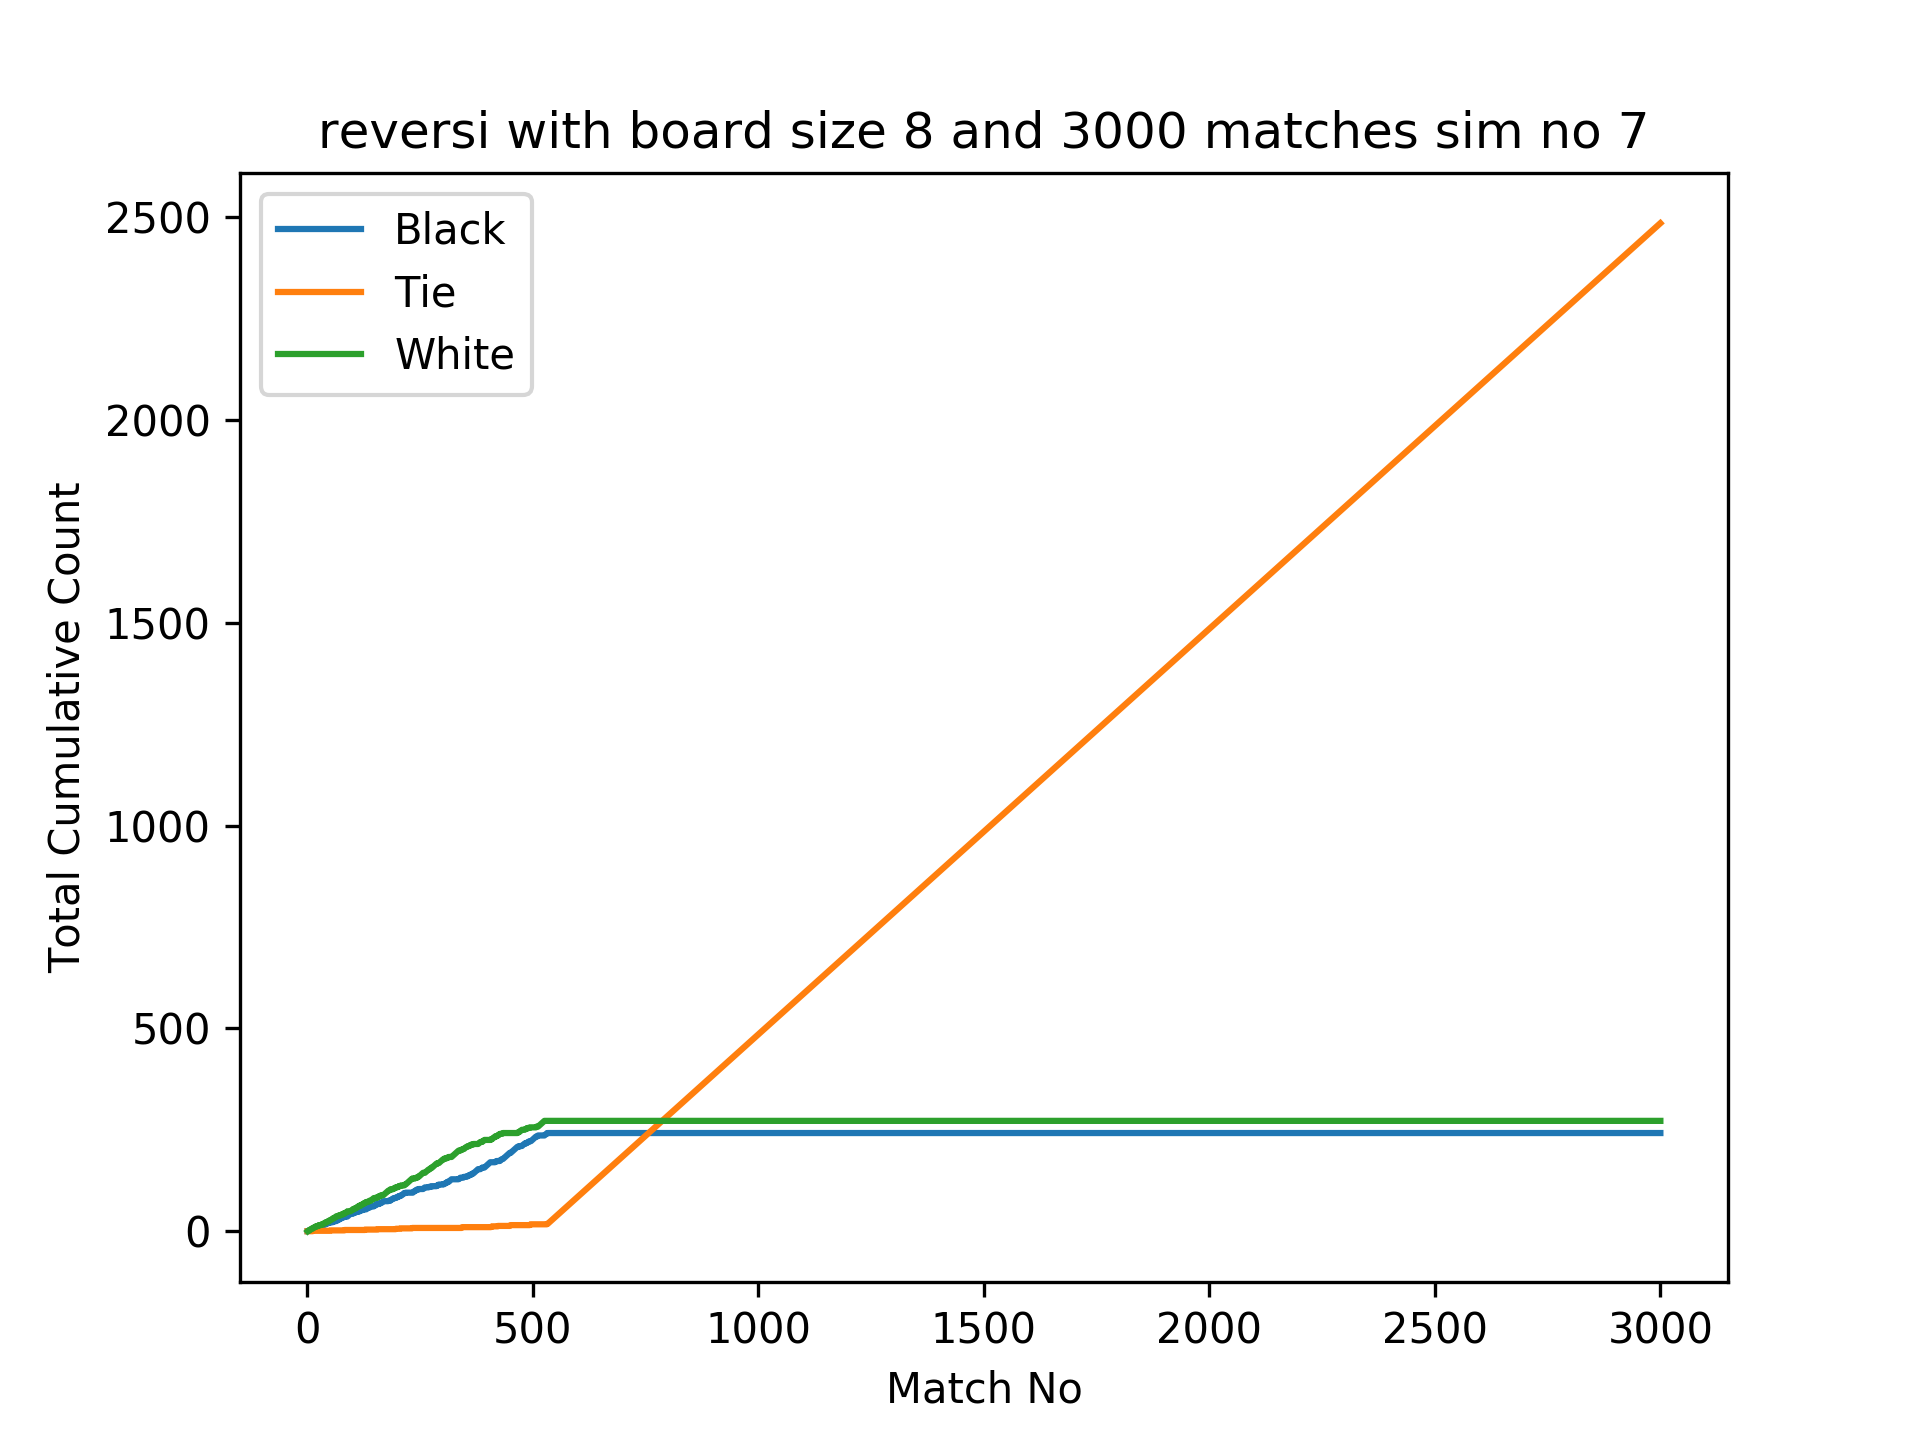 reversi with board size 8 and 3000 matches sim no 7
Black
Tie
White
2500
2000
1500
1000
500
0
Total Cumulative Count
0 500 1000 1500 2000 2500 3000
Match No